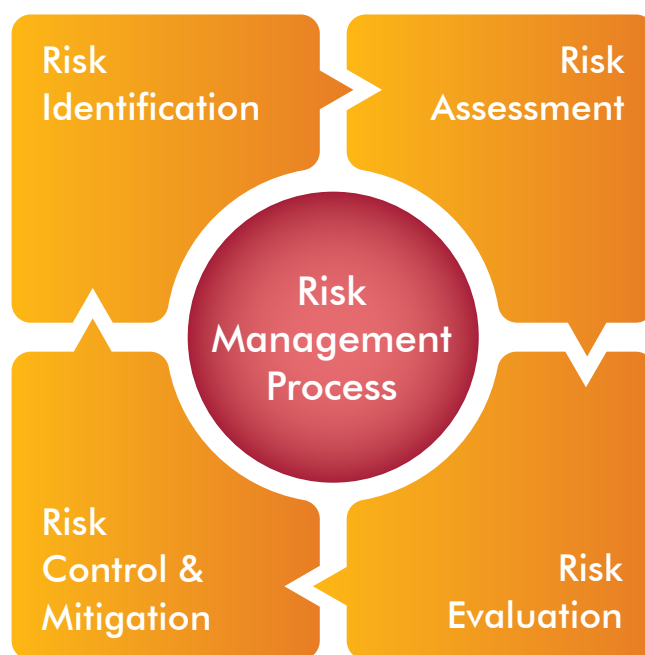 Risk
Identification
Risk
Assessment
Risk
Management
Process
Risk
Control &
Mitigation
Risk
Evaluation